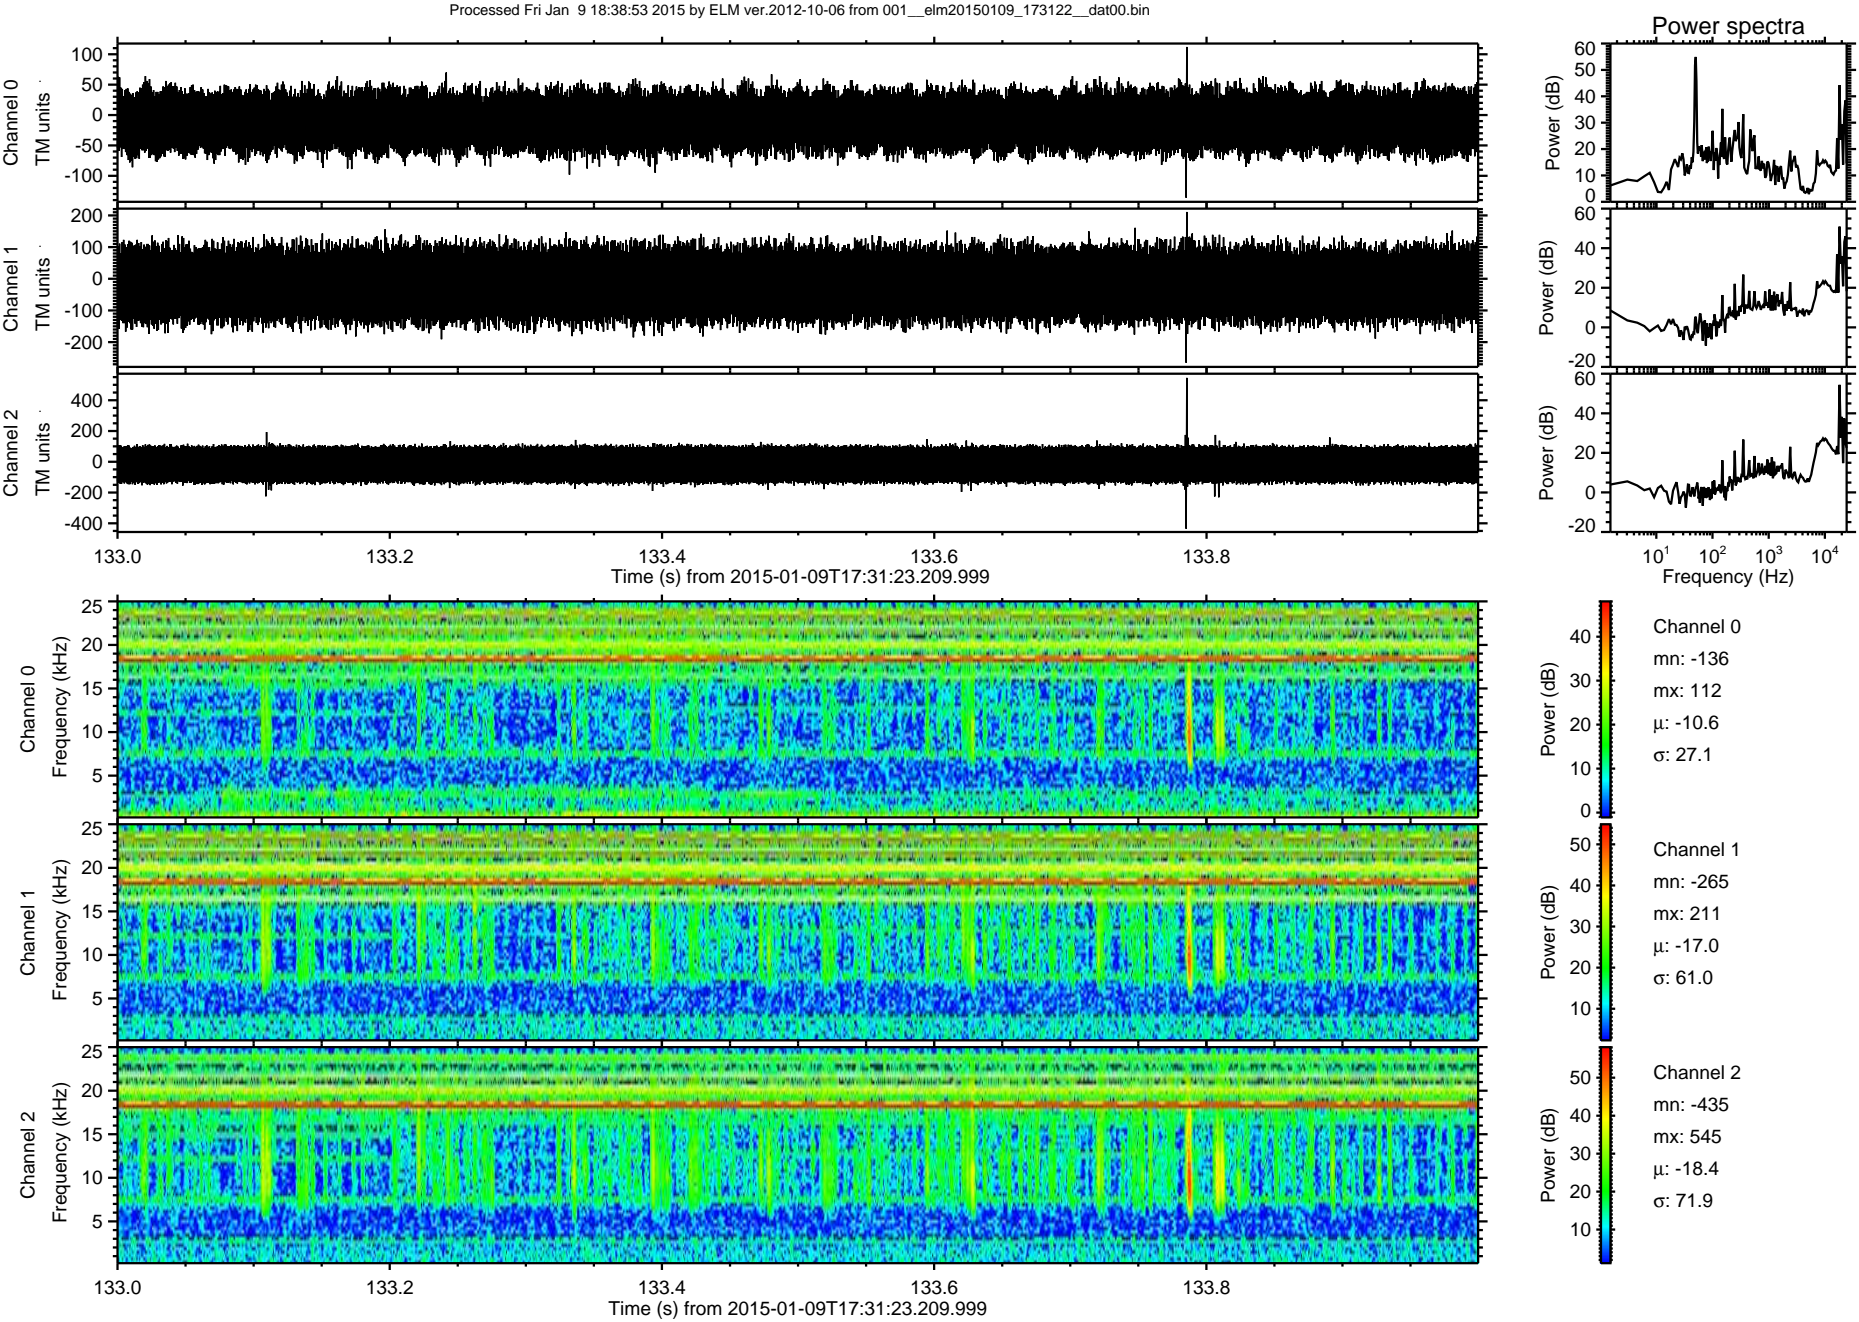 Processed Fri Jan  9 18:38:53 2015 by ELM ver.2012-10-06 from 001__elm20150109_173122__dat00.bin
Power spectra
Channel 0
TM units
100
50
0
-50
-100
Power (dB)
60
50
40
30
20
10
0
Channel 1
TM units
200
100
0
-100
-200
Power (dB)
60
40
20
0
-20
Channel 2
TM units
400
200
0
-200
-400
Power (dB)
60
40
20
0
-20
133.0 133.2 133.4 133.6 133.8
Time (s) from 2015-01-09T17:31:23.209.999
10^1 10^2 10^3 10^4
Frequency (Hz)
Channel 0
Frequency (kHz)
25
20
15
10
5
Power (dB)
40
30
20
10
0
Channel 0
mn: -136
mx: 112
μ: -10.6
σ: 27.1
Channel 1
Frequency (kHz)
25
20
15
10
5
Power (dB)
50
40
30
20
10
Channel 1
mn: -265
mx: 211
μ: -17.0
σ: 61.0
Channel 2
Frequency (kHz)
25
20
15
10
5
Power (dB)
50
40
30
20
10
Channel 2
mn: -435
mx: 545
μ: -18.4
σ: 71.9
133.0 133.2 133.4 133.6 133.8
Time (s) from 2015-01-09T17:31:23.209.999